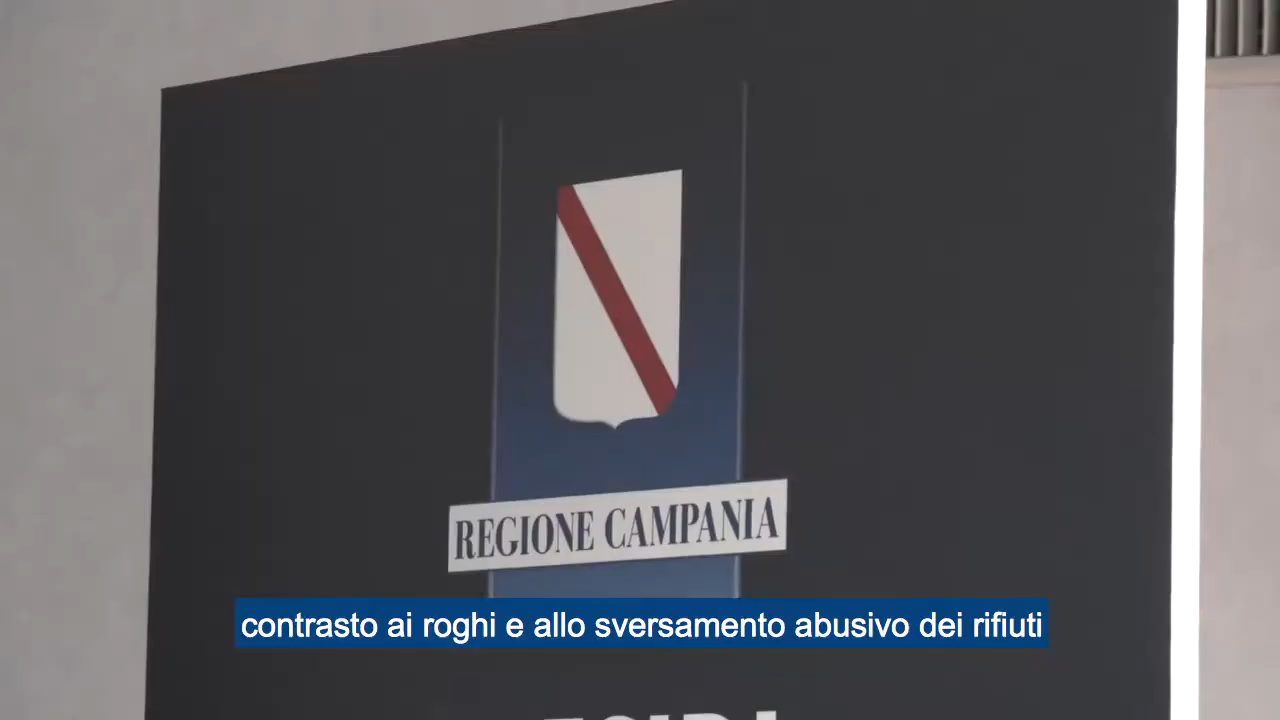 REGIONE CAMPANIA
contrasto ai roghi e allo sversamento abusivo dei rifiuti